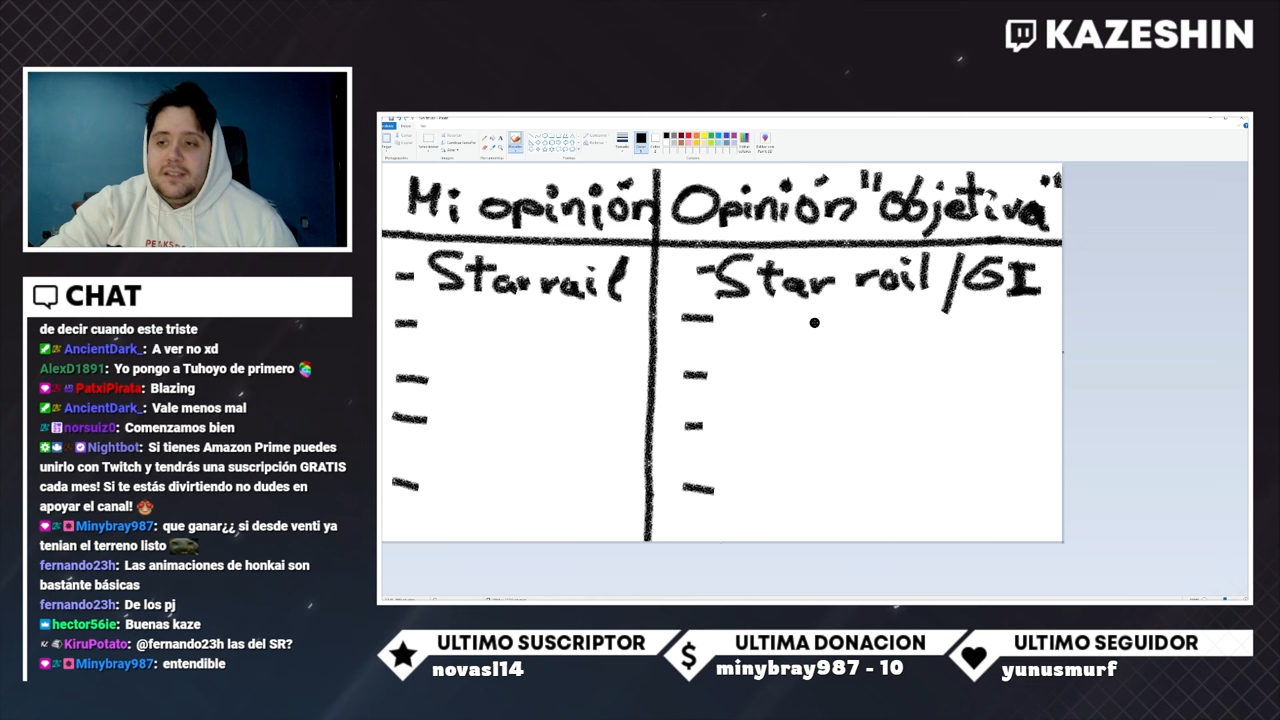 KAZESHIN
Mi opinión
Opinión "objetiva"
- Starrail
- Star rail/GI
PEAKS
CHAT
de decir cuando este triste
AncientDark_: A ver no xd
AlexD1891: Yo pongo a Tuhoyo de primero
PatxiPirata: Blazing
AncientDark_: Vale menos mal
norsuiz0: Comenzamos bien
Nightbot: Si tienes Amazon Prime puedes
unirlo con Twitch y tendrás una suscripción GRATIS
cada mes! Si te estás divirtiendo no dudes en
apoyar el canal!
Minybray987: que ganar¿¿ si desde venti ya
tenian el terreno listo
fernando23h: Las animaciones de honkai son
bastante básicas
fernando23h: De los pj
hector56ie: Buenas kaze
KiruPotato: @fernando23h las del SR?
Minybray987: entendible
ULTIMO SUSCRIPTOR
novasl14
ULTIMA DONACION
minybray987 - 10
ULTIMO SEGUIDOR
yunusmurf